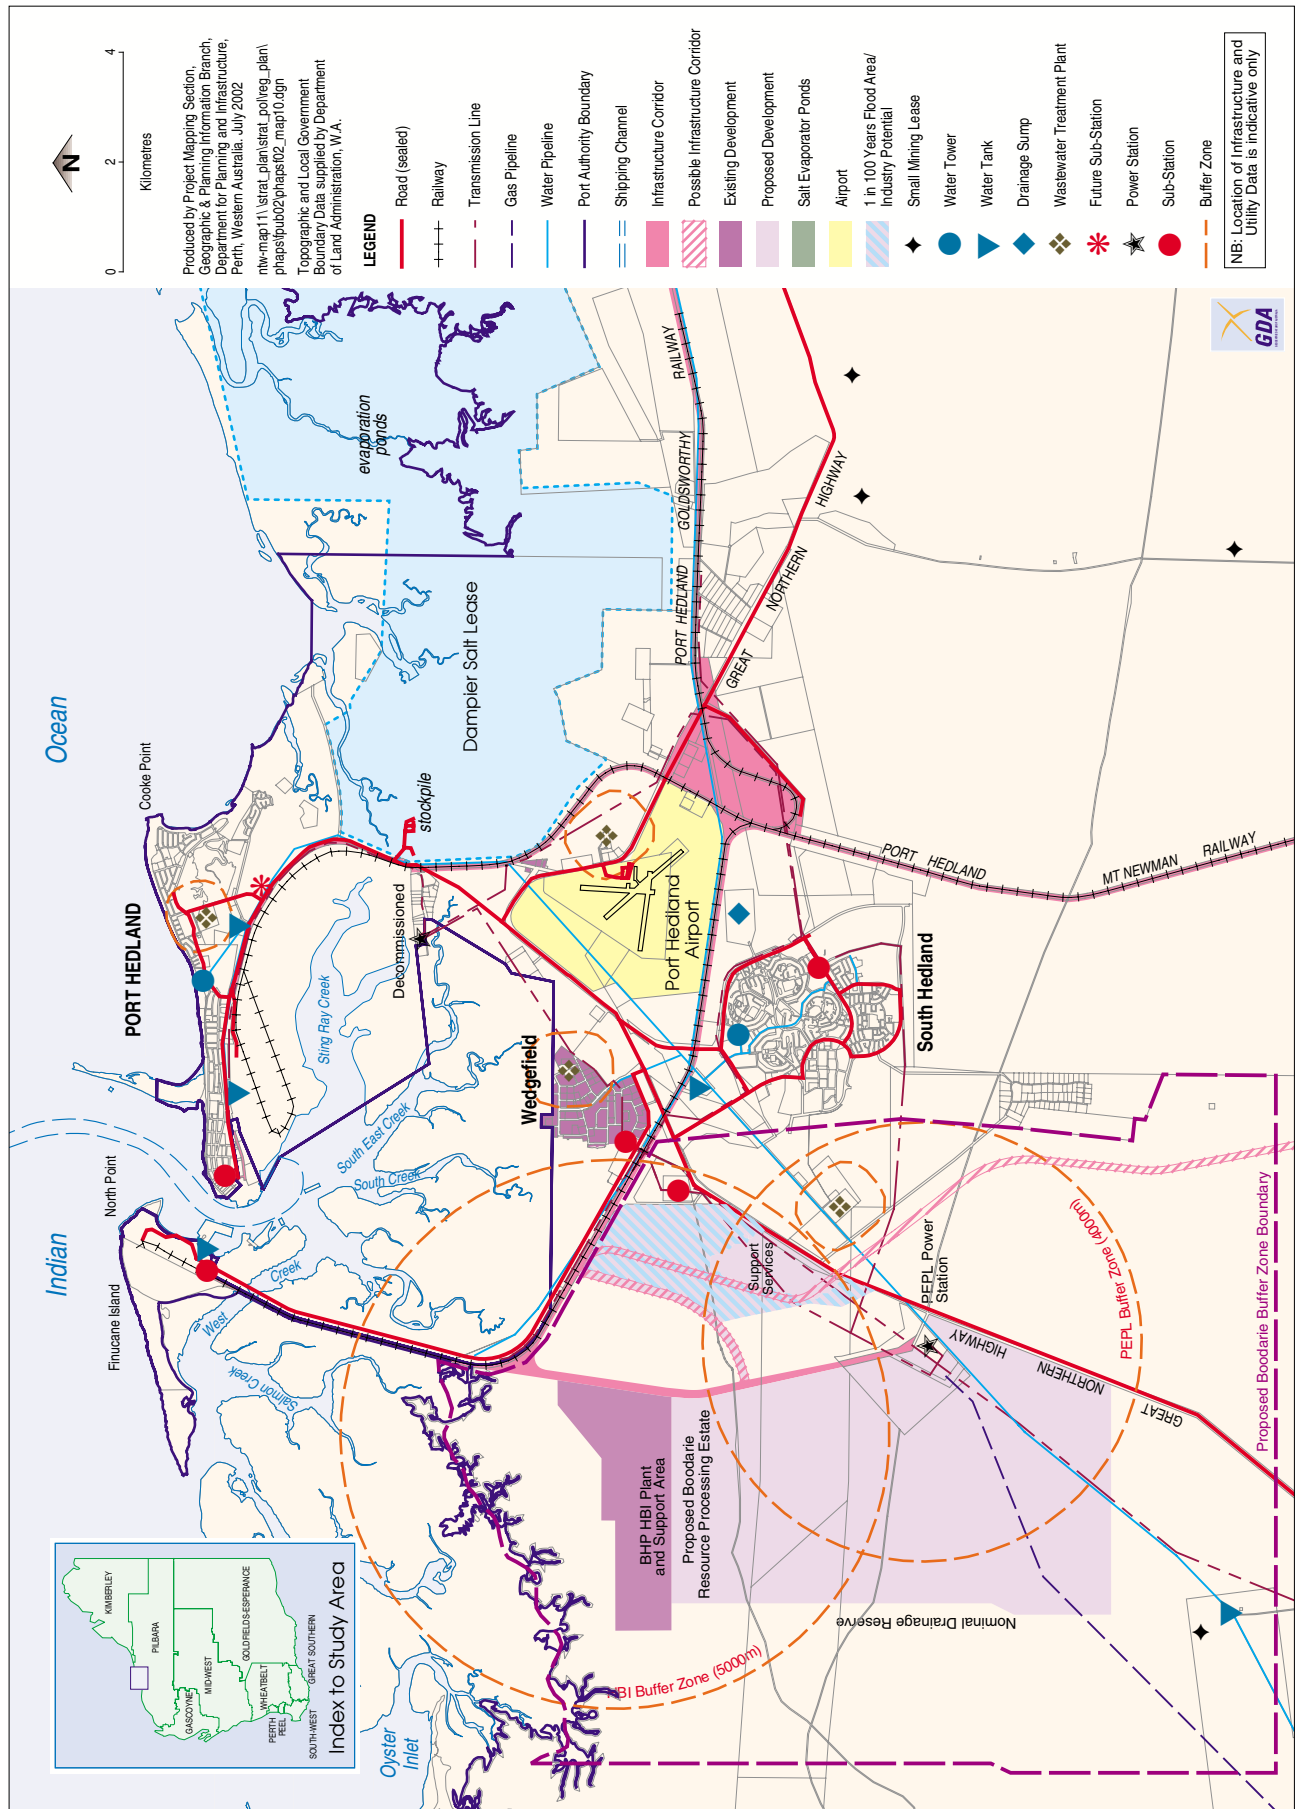 N
0
2
4
Kilometres
Produced by Project Mapping Section,
Geographic & Planning Information Branch,
Department for Planning and Infrastructure,
Perth, Western Australia. July 2002
Topographic and Local Government
Boundary Data supplied by Department
of Land Administration, W.A.
LEGEND
Road (sealed)
Railway
Transmission Line
Gas Pipeline
Water Pipeline
Port Authority Boundary
Shipping Channel
Infrastructure Corridor
Possible Infrastructure Corridor
Existing Development
Proposed Development
Salt Evaporator Ponds
Airport
1 in 100 Years Flood Area/
Industry Potential
Small Mining Lease
Water Tower
Water Tank
Drainage Sump
Wastewater Treatment Plant
Future Sub-Station
Power Station
Sub-Station
Buffer Zone
NB: Location of Infrastructure and
Utility Data is indicative only
GDA
Indian
Ocean
Finucane Island
North Point
PORT HEDLAND
Cooke Point
West
Creek
Salmon Creek
South Creek
South East Creek
Sting Ray Creek
Decommissioned
stockpile
Dampier Salt Lease
evaporation
ponds
Oyster
Inlet
Wedgefield
Port Hedland
Airport
PORT HEDLAND
GOLDSWORTHY
RAILWAY
GREAT
NORTHERN
HIGHWAY
PORT HEDLAND
MT NEWMAN
RAILWAY
South Hedland
Support
Services
BHP HBI Plant
and Support Area
Proposed Boodarie
Resource Processing Estate
HBI Buffer Zone (5000m)
Nominal Drainage Reserve
PEPL Power
Station
PEPL Buffer Zone (4000m)
GREAT
NORTHERN
HIGHWAY
Proposed Boodarie Buffer Zone Boundary
KIMBERLEY
PILBARA
GASCOYNE
MID-WEST
GOLDFIELDS-ESPERANCE
WHEATBELT
PERTH
PEEL
SOUTH-WEST
GREAT SOUTHERN
Index to Study Area